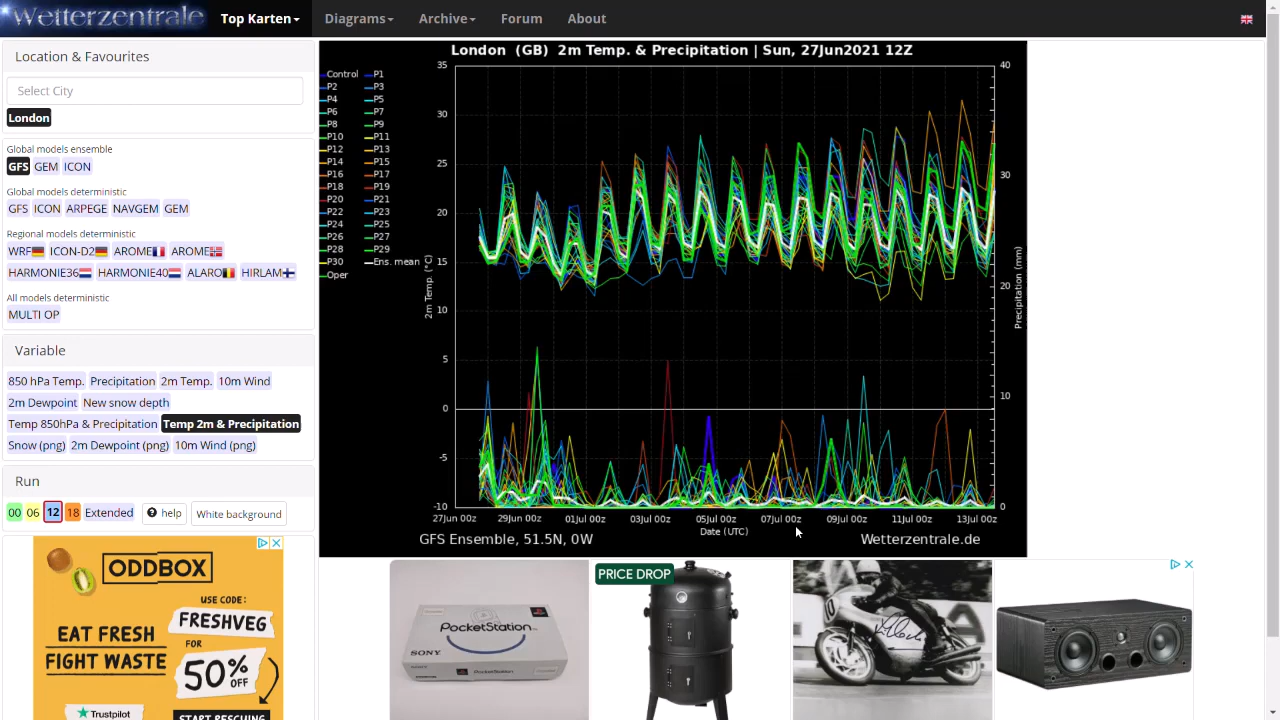 Wetterzentrale
Top Karten
Diagrams
Archive
Forum
About
Location & Favourites
Select City
London
Global models ensemble
GFS GEM ICON
Global models deterministic
GFS ICON ARPEGE NAVGEM GEM
Regional models deterministic
WRF ICON-D2 AROME AROME
HARMONIE36 HARMONIE40 ALARO HIRLAM
All models deterministic
MULTI OP
Variable
850 hPa Temp. Precipitation 2m Temp. 10m Wind
2m Dewpoint New snow depth
Temp 850hPa & Precipitation Temp 2m & Precipitation
Snow (png) 2m Dewpoint (png) 10m Wind (png)
Run
00 06 12 18 Extended help White background
ODDBOX
EAT FRESH
FIGHT WASTE
USE CODE:
FRESHVEG
FOR
50%
OFF
START RESCUING
Trustpilot
London (GB) 2m Temp. & Precipitation | Sun, 27Jun2021 12Z
Control P1
P2 P3
P4 P5
P6 P7
P8 P9
P10 P11
P12 P13
P14 P15
P16 P17
P18 P19
P20 P21
P22 P23
P24 P25
P26 P27
P28 P29
P30 Ens. mean
Oper
2m Temp. (°C)
35
30
25
20
15
10
5
0
-5
-10
40
30
20
10
0
Precipitation (mm)
27Jun 00z 29Jun 00z 01Jul 00z 03Jul 00z 05Jul 00z 07Jul 00z 09Jul 00z 11Jul 00z 13Jul 00z
Date (UTC)
GFS Ensemble, 51.5N, 0W
Wetterzentrale.de
PocketStation
SONY
PocketStation
PRICE DROP